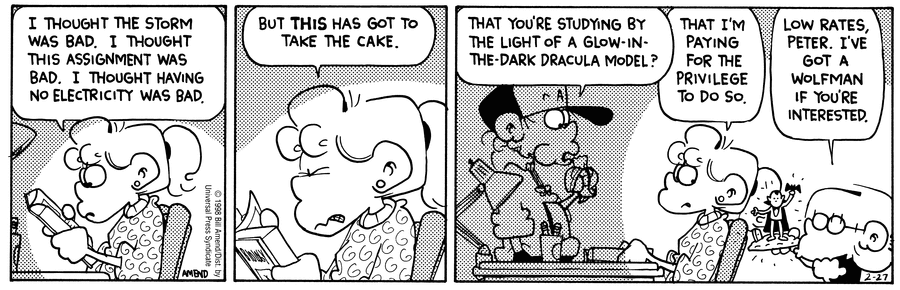 I THOUGHT THE STORM
WAS BAD. I THOUGHT
THIS ASSIGNMENT WAS
BAD. I THOUGHT HAVING
NO ELECTRICITY WAS BAD.
© 1998 Bill Amend/Dist. by
Universal Press Syndicate
AMEND
BUT THIS HAS GOT TO
TAKE THE CAKE.
THAT YOU'RE STUDYING BY
THE LIGHT OF A GLOW-IN-
THE-DARK DRACULA MODEL?
THAT I'M
PAYING
FOR THE
PRIVILEGE
TO DO SO.
LOW RATES,
PETER. I'VE
GOT A
WOLFMAN
IF YOU'RE
INTERESTED.
2-27